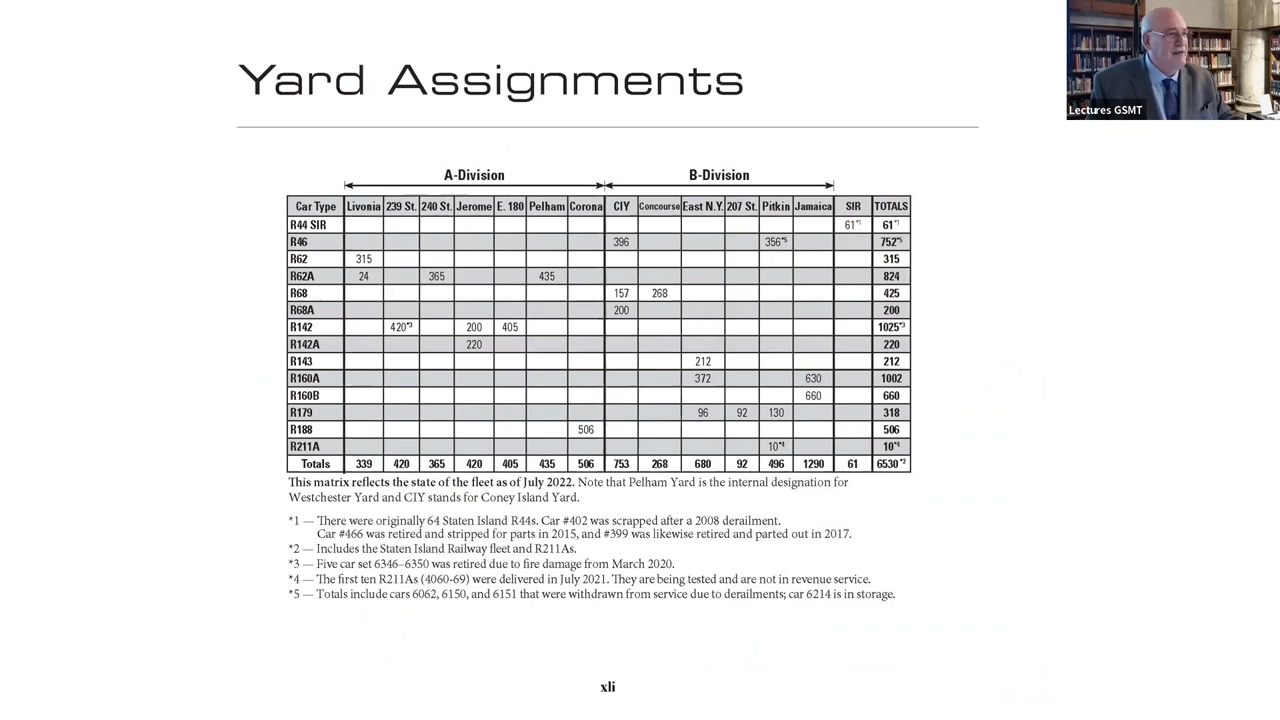 Yard Assignments
Lectures GSMT
A-Division B-Division
Car Type Livonia 239 St. 240 St. Jerome E. 180 Pelham Corona CIY Concourse East N.Y. 207 St. Pitkin Jamaica SIR TOTALS
R44 SIR 61*1 61*1
R46 396 356*5 752*5
R62 315 315
R62A 24 365 435 824
R68 157 268 425
R68A 200 200
R142 420*3 200 405 1025*3
R142A 220 220
R143 212 212
R160A 372 630 1002
R160B 660 660
R179 96 92 130 318
R188 506 506
R211A 10*4 10*4
Totals 339 420 365 420 405 435 506 753 268 680 92 496 1290 61 6530*2
This matrix reflects the state of the fleet as of July 2022. Note that Pelham Yard is the internal designation for
Westchester Yard and CIY stands for Coney Island Yard.
*1 — There were originally 64 Staten Island R44s. Car #402 was scrapped after a 2008 derailment,
Car #466 was retired and stripped for parts in 2015, and #399 was likewise retired and parted out in 2017.
*2 — Includes the Staten Island Railway fleet and R211As.
*3 — Five car set 6346–6350 was retired due to fire damage from March 2020.
*4 — The first ten R211As (4060-69) were delivered in July 2021. They are being tested and are not in revenue service.
*5 — Totals include cars 6062, 6150, and 6151 that were withdrawn from service due to derailments; car 6214 is in storage.
xli